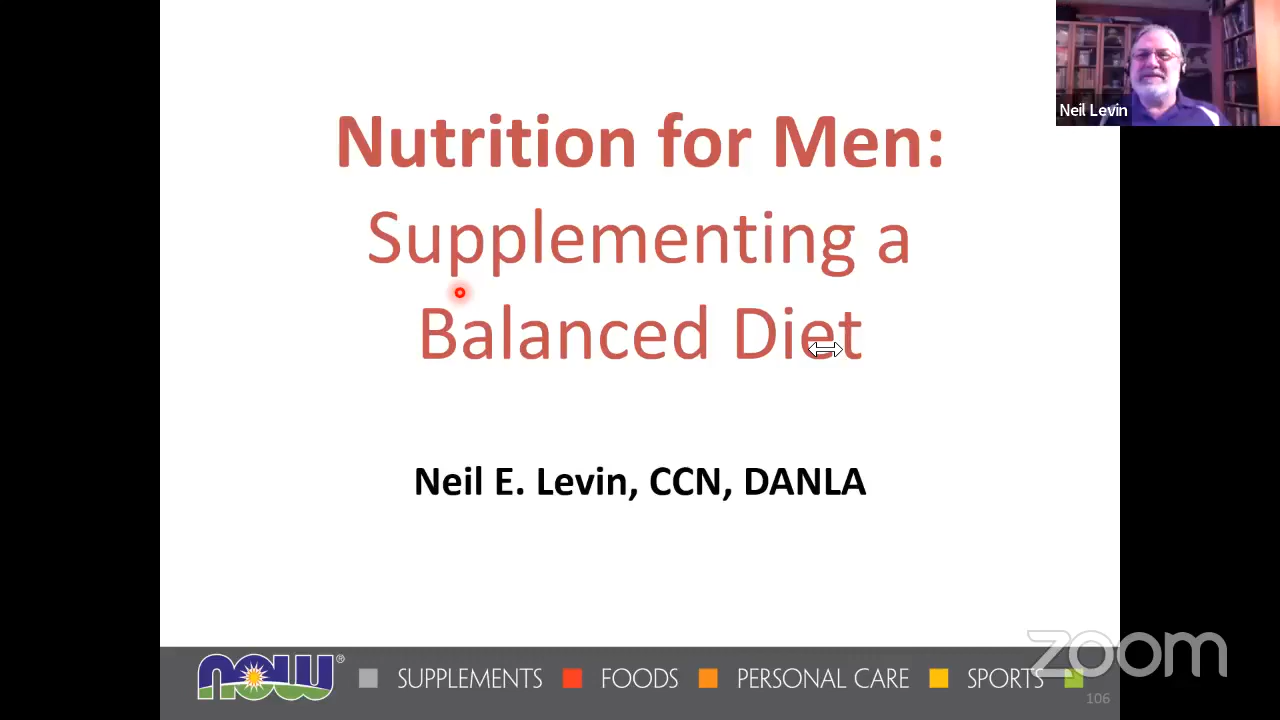 Neil Levin
Nutrition for Men:
Supplementing a
Balanced Diet
Neil E. Levin, CCN, DANLA
NOW® SUPPLEMENTS FOODS PERSONAL CARE SPORTS
106
zoom